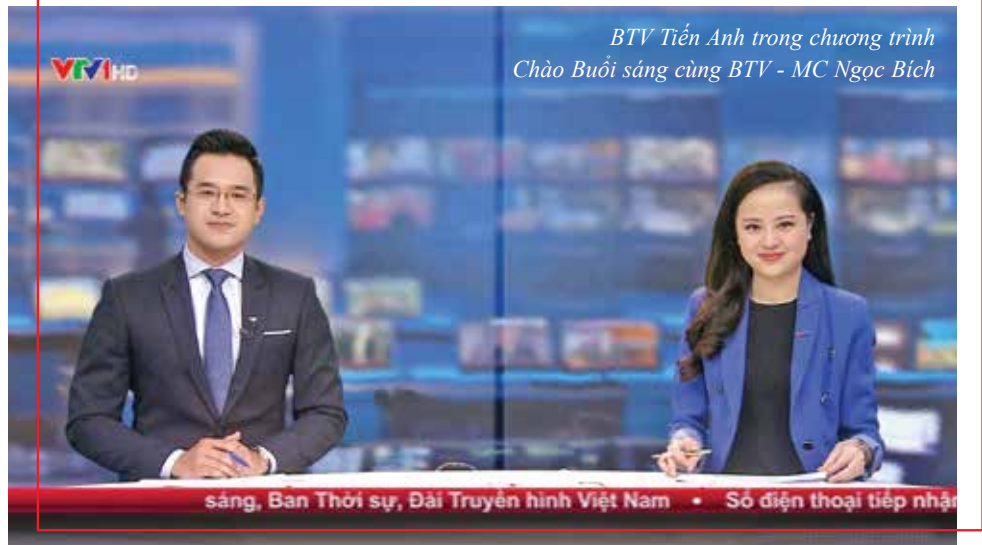 BTV Tiến Anh trong chương trình
Chào Buổi sáng cùng BTV - MC Ngọc Bích
VTV1 HD
sáng, Ban Thời sự, Đài Truyền hình Việt Nam • Số điện thoại tiếp nhận